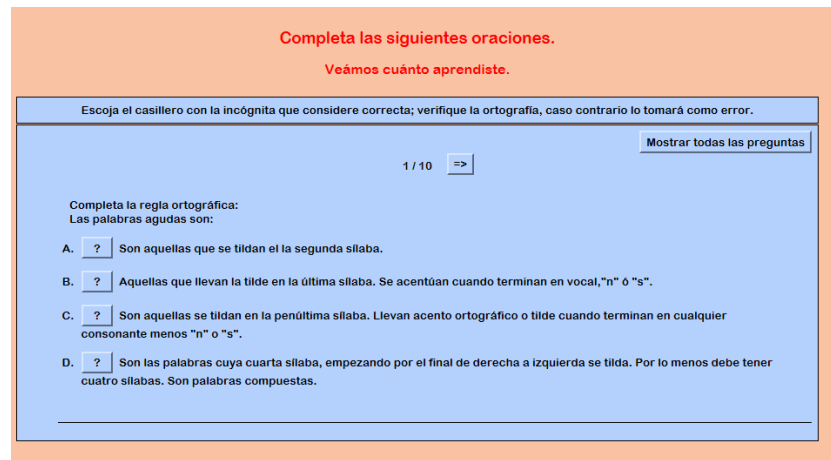 Completa las siguientes oraciones.
Veámos cuánto aprendiste.
Escoja el casillero con la incógnita que considere correcta; verifique la ortografía, caso contrario lo tomará como error.
Mostrar todas las preguntas
1 / 10 =>
Completa la regla ortográfica:
Las palabras agudas son:
A. ? Son aquellas que se tildan el la segunda sílaba.
B. ? Aquellas que llevan la tilde en la última sílaba. Se acentúan cuando terminan en vocal,"n" ó "s".
C. ? Son aquellas se tildan en la penúltima sílaba. Llevan acento ortográfico o tilde cuando terminan en cualquier
consonante menos "n" o "s".
D. ? Son las palabras cuya cuarta sílaba, empezando por el final de derecha a izquierda se tilda. Por lo menos debe tener
cuatro sílabas. Son palabras compuestas.